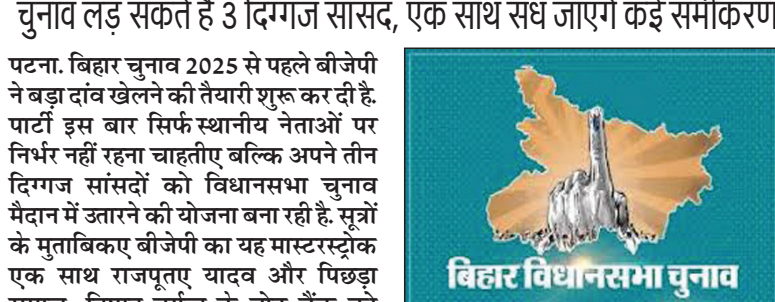 चुनाव लड़ सकते है 3 दिग्गज सांसद, एक साथ सध जाएंगे कई समीकरण
पटना. बिहार चुनाव 2025 से पहले बीजेपी
ने बड़ा दांव खेलने की तैयारी शुरू कर दी है.
पार्टी इस बार सिर्फ स्थानीय नेताओं पर
निर्भर नहीं रहना चाहतीए बल्कि अपने तीन
दिग्गज सांसदों को विधानसभा चुनाव
मैदान में उतारने की योजना बना रही है. सूत्रों
के मुताबिकए बीजेपी का यह मास्टरस्ट्रोक
एक साथ राजपूतए यादव और पिछड़ा
बिहार विधानसभा चुनाव